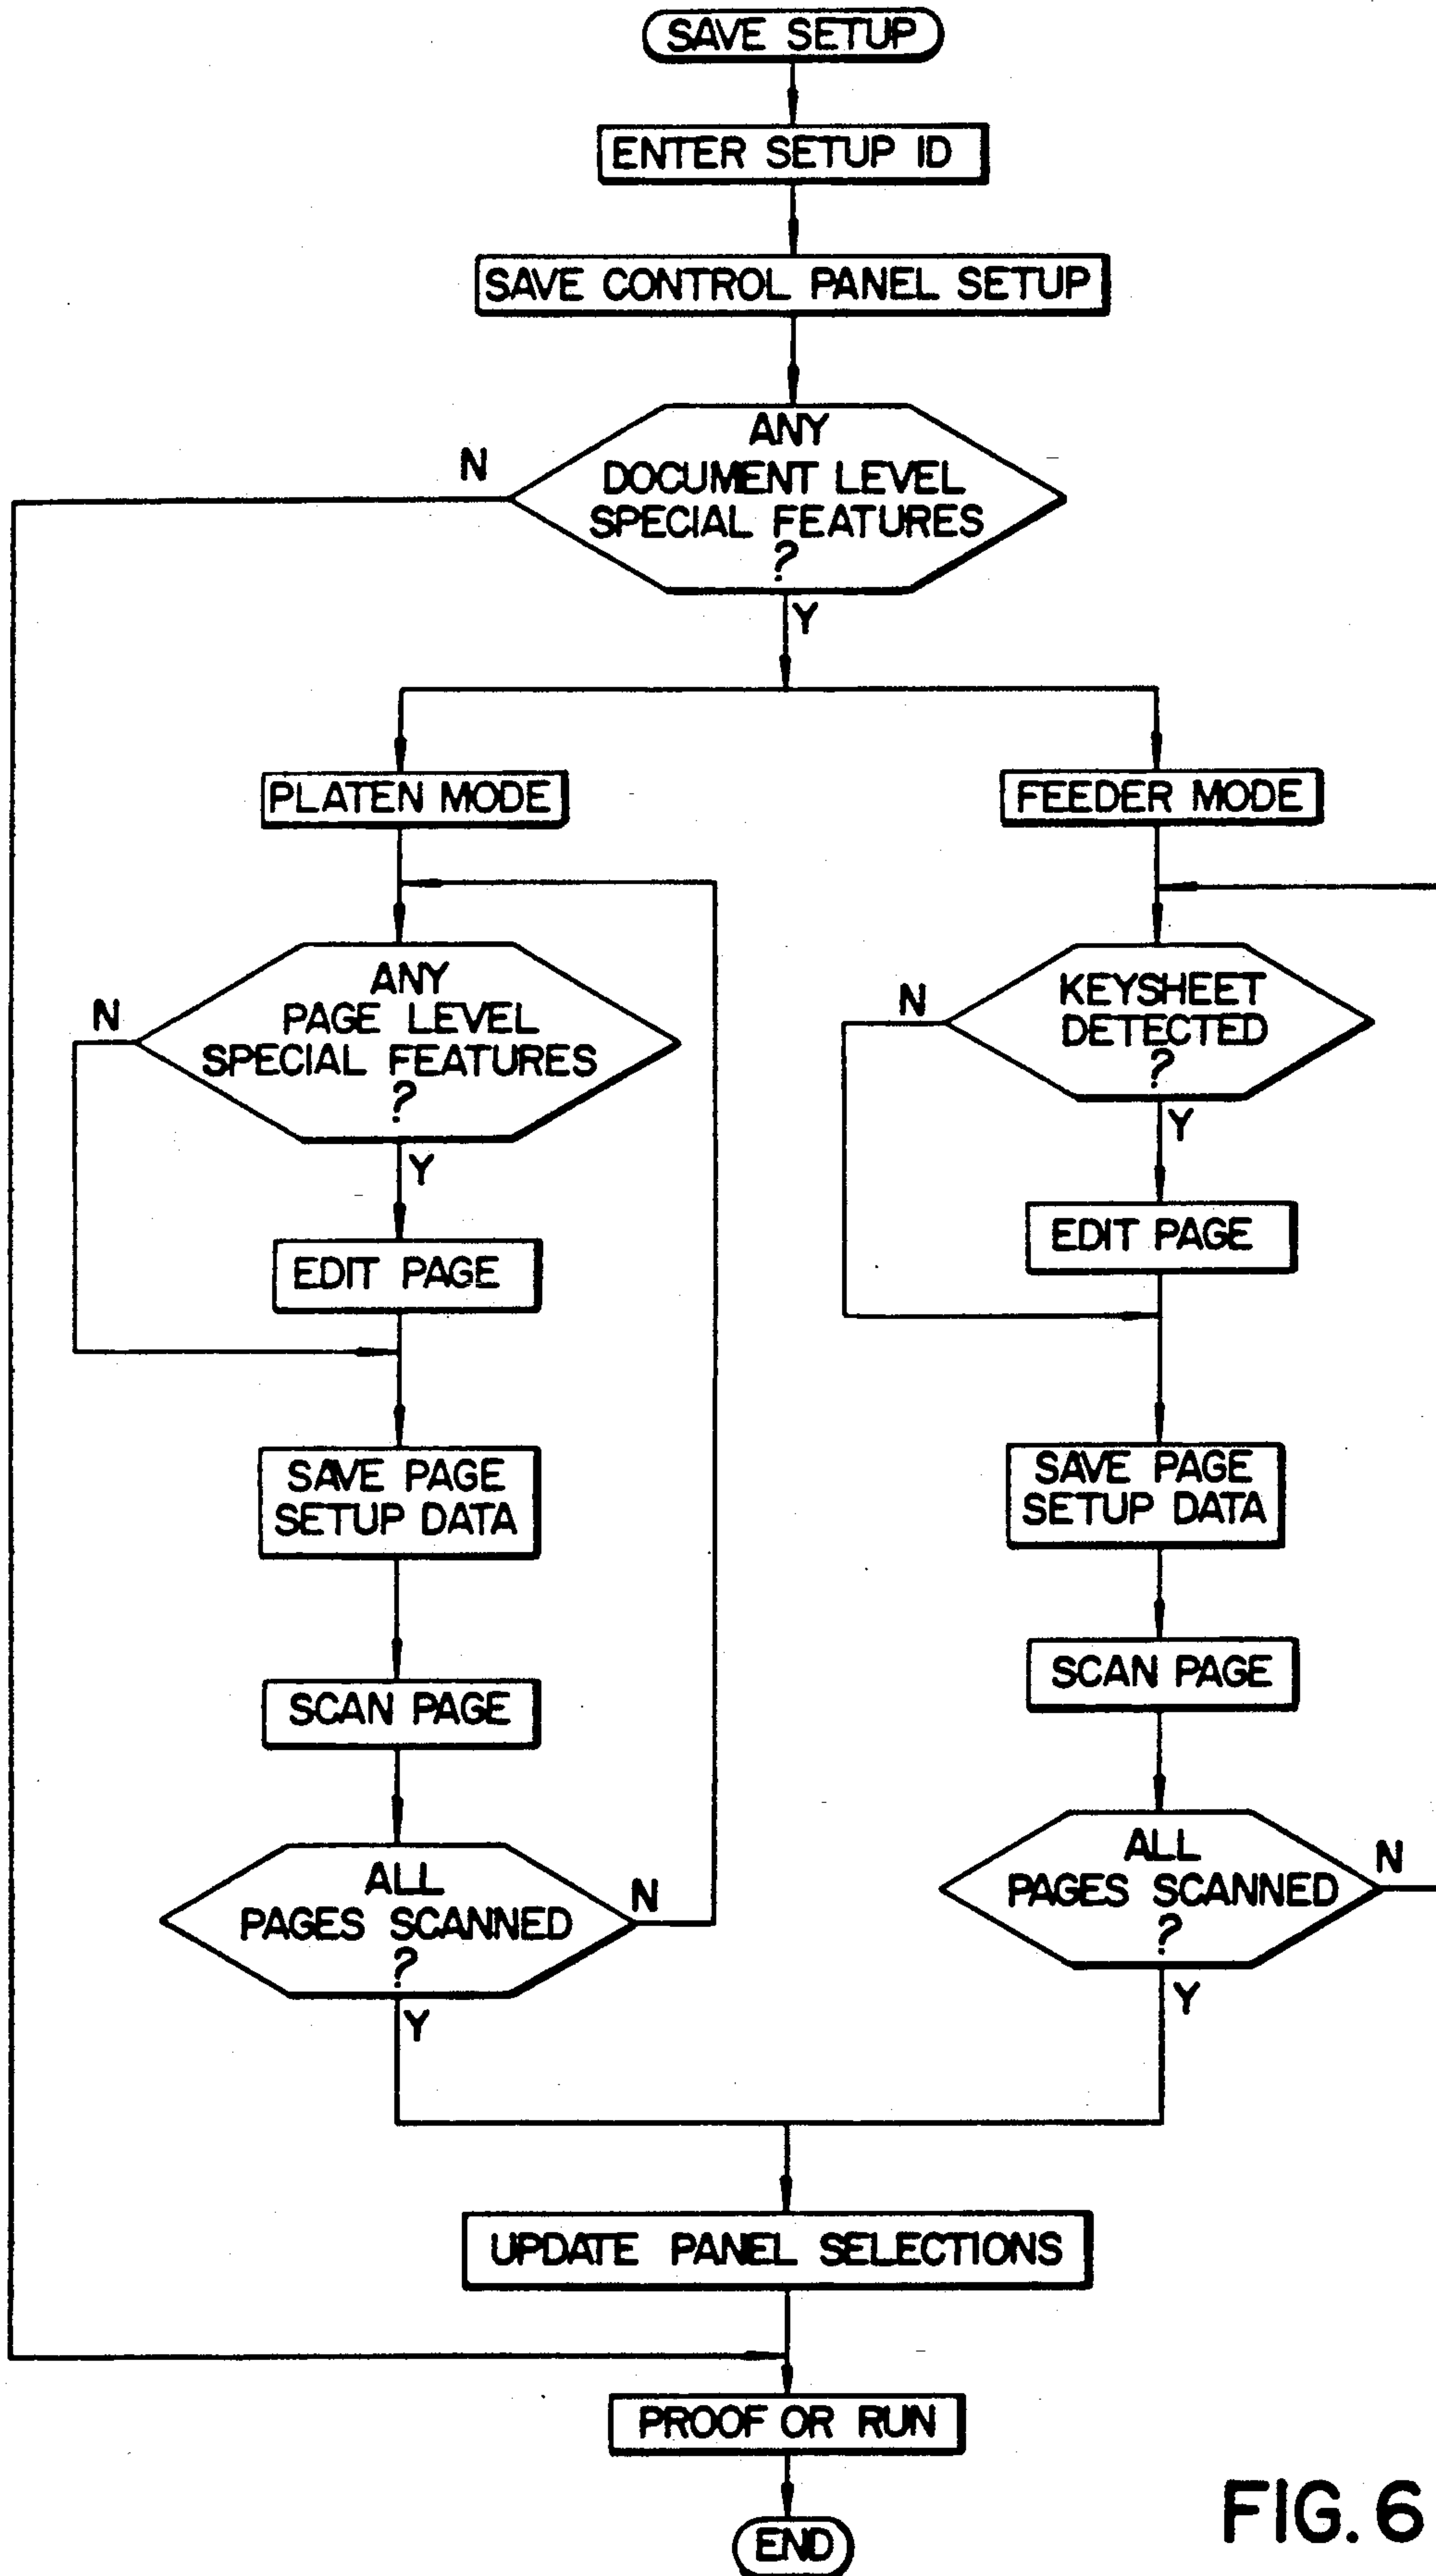 SAVE SETUP
ENTER SETUP ID
SAVE CONTROL PANEL SETUP
ANY
DOCUMENT LEVEL
SPECIAL FEATURES
?
N
Y
PLATEN MODE
ANY
PAGE LEVEL
SPECIAL FEATURES
?
N
Y
EDIT PAGE
SAVE PAGE
SETUP DATA
SCAN PAGE
ALL
PAGES SCANNED
?
N
Y
FEEDER MODE
KEYSHEET
DETECTED
?
N
Y
EDIT PAGE
SAVE PAGE
SETUP DATA
SCAN PAGE
ALL
PAGES SCANNED
?
N
Y
UPDATE PANEL SELECTIONS
PROOF OR RUN
END
FIG. 6